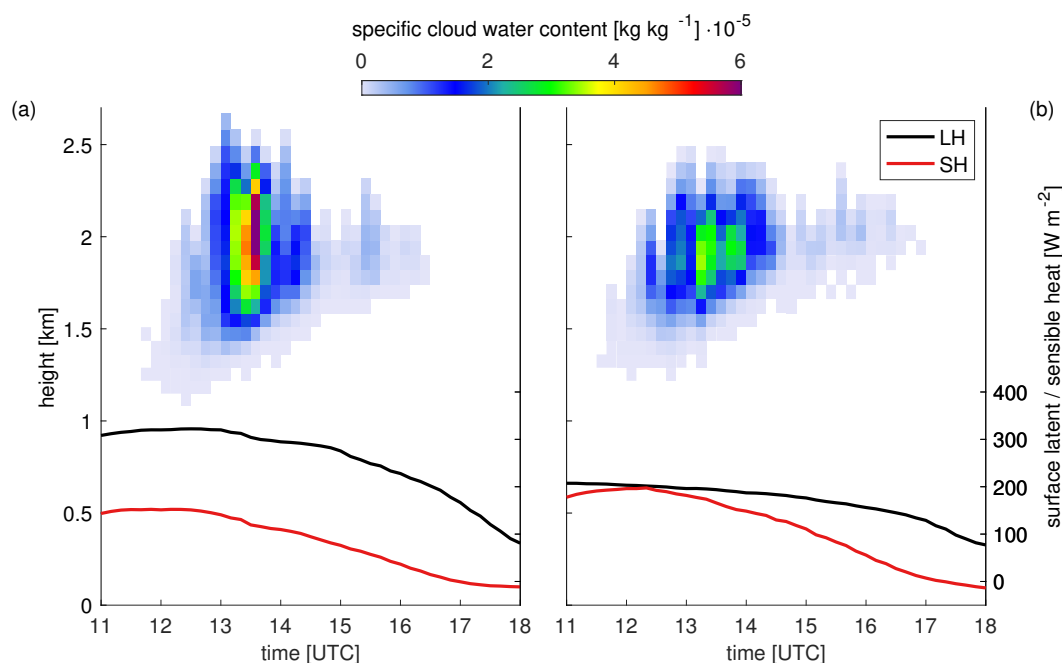 specific cloud water content [kg kg⁻¹] ·10⁻⁵
0 2 4 6
(a) (b)
2.5
2
1.5
1
0.5
0
height [km]
LH
SH
400
300
200
100
0
surface latent / sensible heat [W m⁻²]
11 12 13 14 15 16 17 18
11 12 13 14 15 16 17 18
time [UTC] time [UTC]